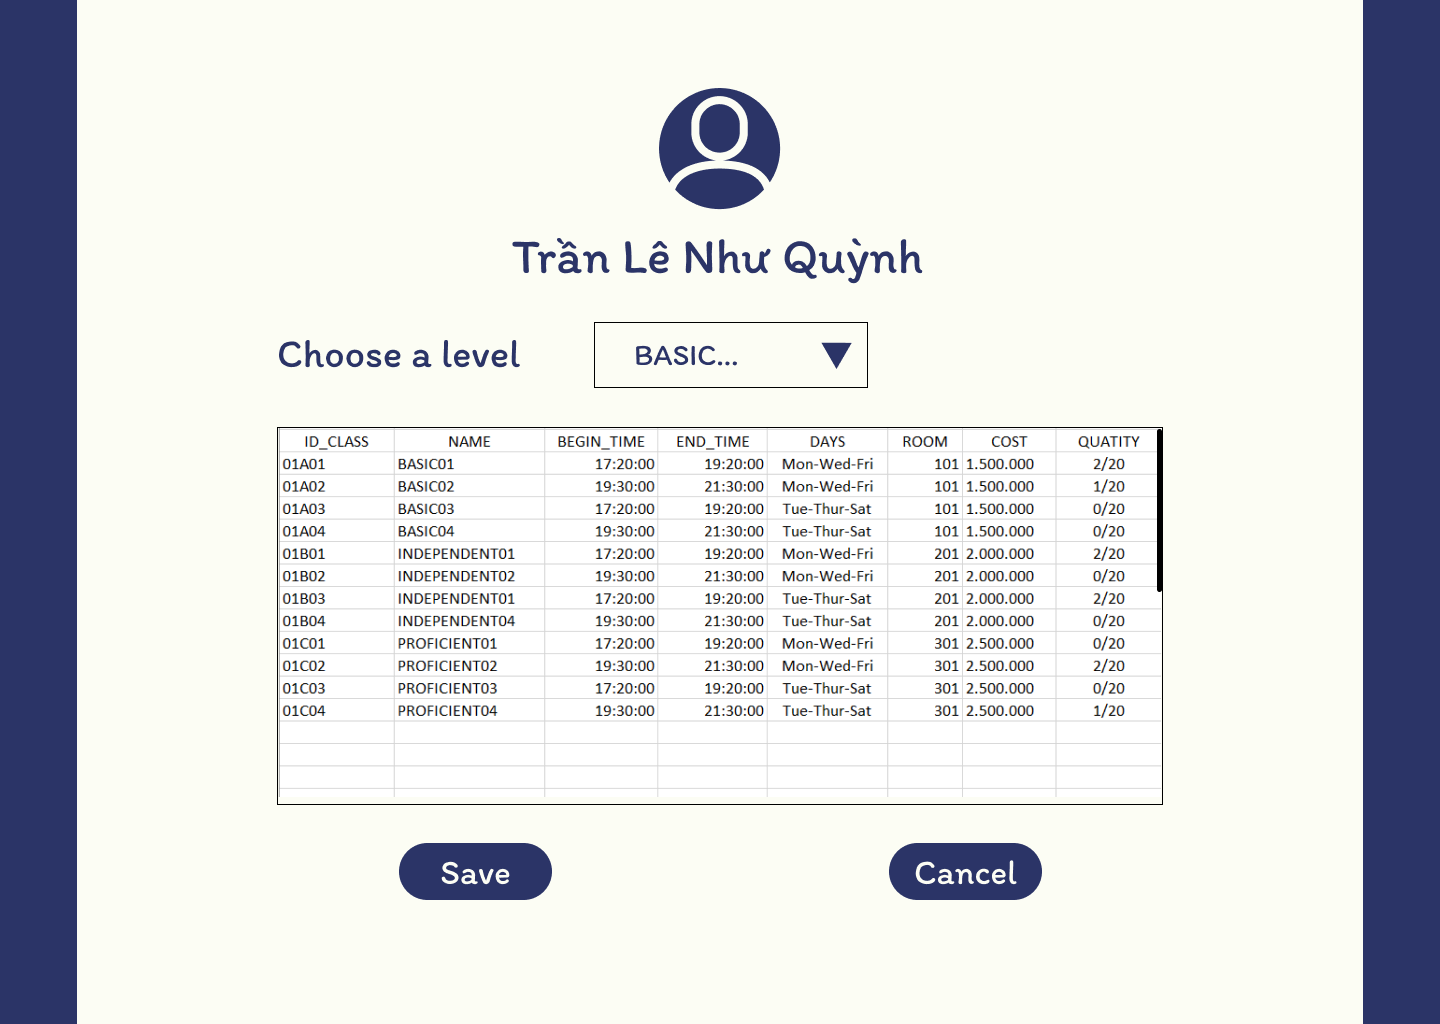 Trần Lê Như Quỳnh
Choose a level
BASIC...
ID_CLASS NAME BEGIN_TIME END_TIME DAYS ROOM COST QUATITY
01A01 BASIC01 17:20:00 19:20:00 Mon-Wed-Fri 101 1.500.000 2/20
01A02 BASIC02 19:30:00 21:30:00 Mon-Wed-Fri 101 1.500.000 1/20
01A03 BASIC03 17:20:00 19:20:00 Tue-Thur-Sat 101 1.500.000 0/20
01A04 BASIC04 19:30:00 21:30:00 Tue-Thur-Sat 101 1.500.000 0/20
01B01 INDEPENDENT01 17:20:00 19:20:00 Mon-Wed-Fri 201 2.000.000 2/20
01B02 INDEPENDENT02 19:30:00 21:30:00 Mon-Wed-Fri 201 2.000.000 0/20
01B03 INDEPENDENT01 17:20:00 19:20:00 Tue-Thur-Sat 201 2.000.000 2/20
01B04 INDEPENDENT04 19:30:00 21:30:00 Tue-Thur-Sat 201 2.000.000 0/20
01C01 PROFICIENT01 17:20:00 19:20:00 Mon-Wed-Fri 301 2.500.000 0/20
01C02 PROFICIENT02 19:30:00 21:30:00 Mon-Wed-Fri 301 2.500.000 2/20
01C03 PROFICIENT03 17:20:00 19:20:00 Tue-Thur-Sat 301 2.500.000 0/20
01C04 PROFICIENT04 19:30:00 21:30:00 Tue-Thur-Sat 301 2.500.000 1/20
Save
Cancel